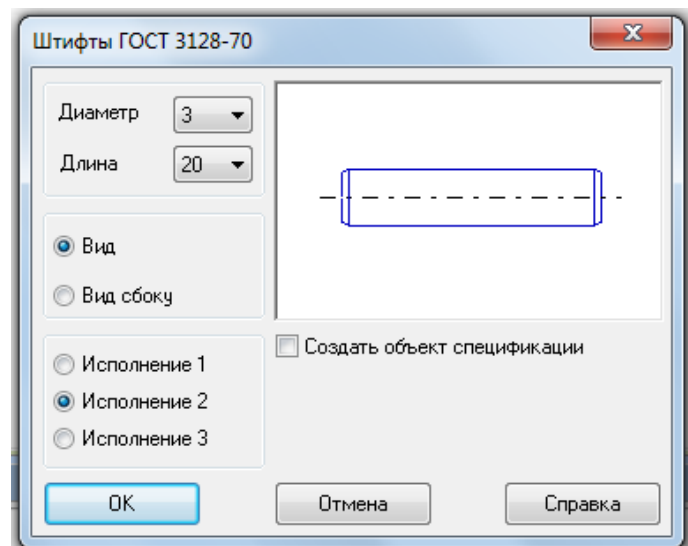 Штифты ГОСТ 3128-70
Диаметр 3
Длина 20
Вид
Вид сбоку
Создать объект спецификации
Исполнение 1
Исполнение 2
Исполнение 3
OK Отмена Справка